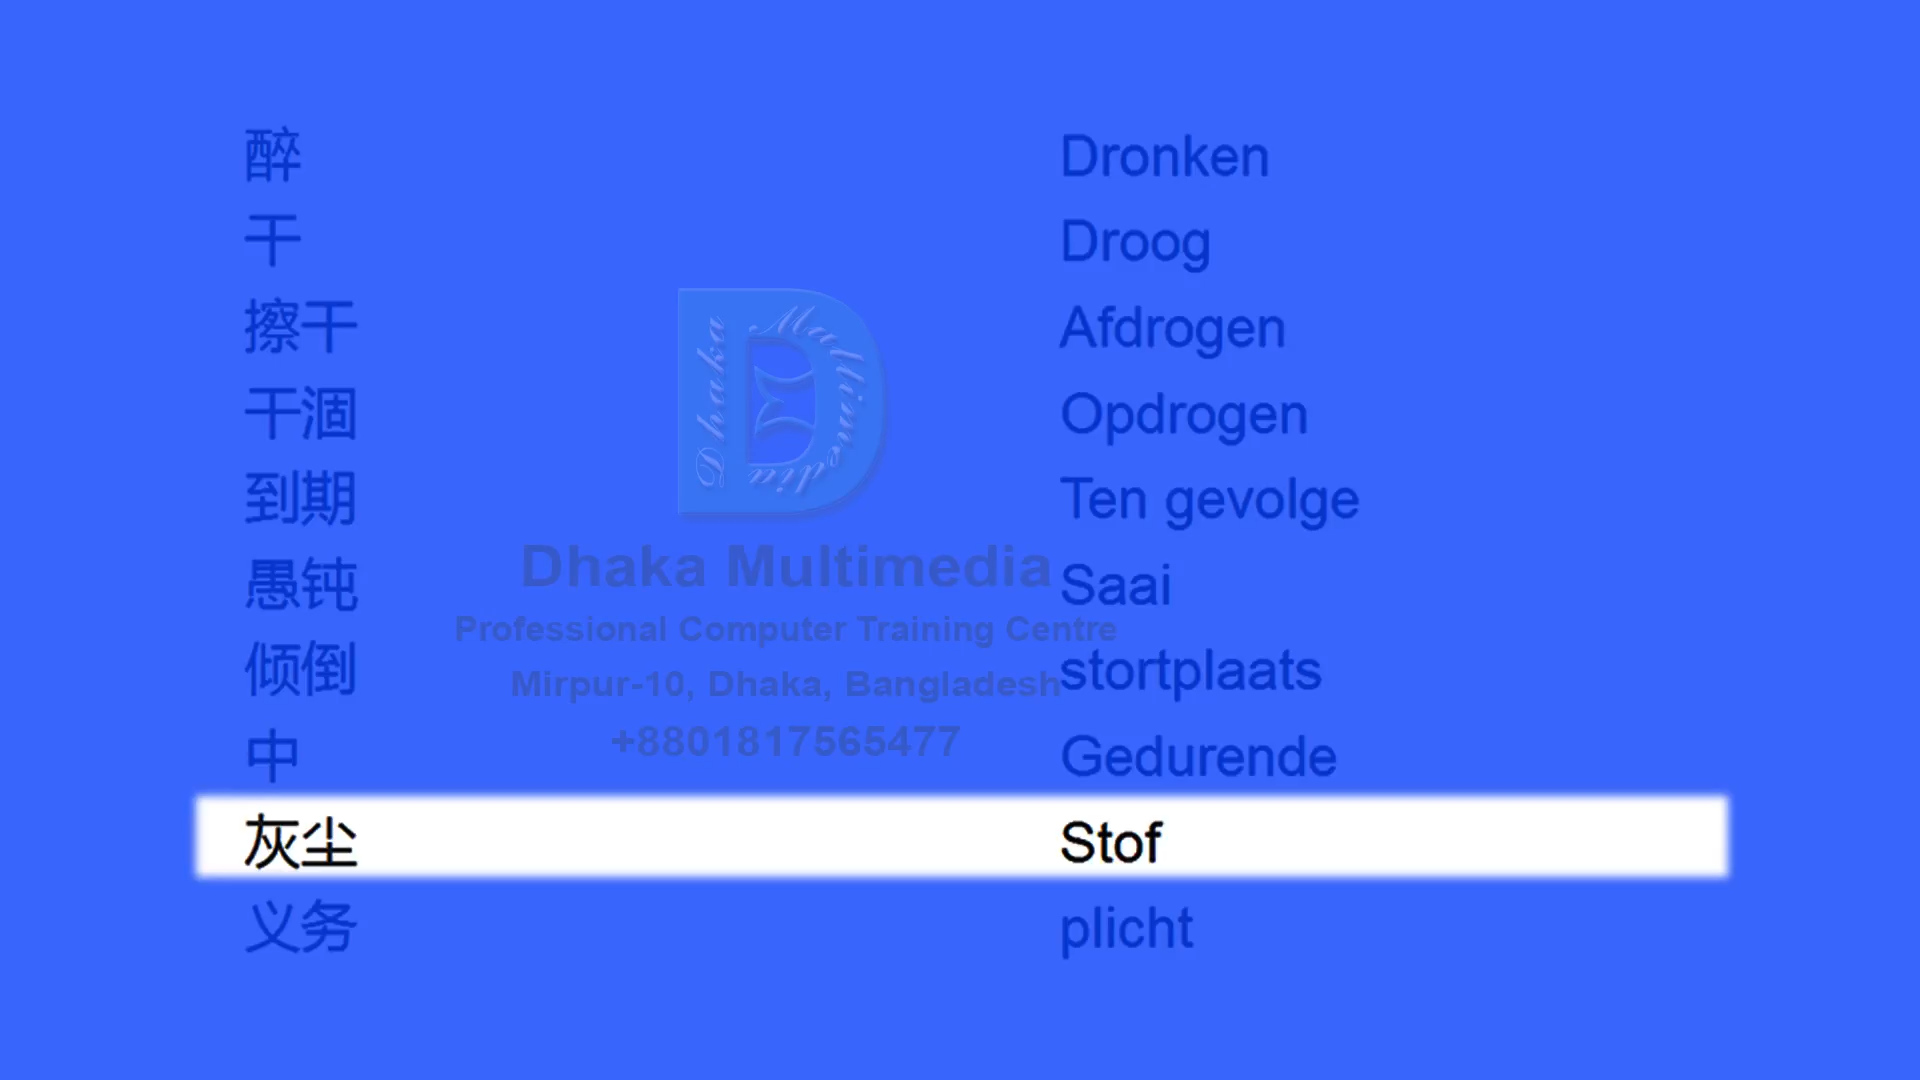 醉 Dronken
干 Droog
擦干 Afdrogen
干涸 Opdrogen
到期 Ten gevolge
愚钝 Saai
倾倒 stortplaats
中 Gedurende
灰尘 Stof
义务 plicht
Dhaka Multimedia
Dhaka Multimedia
Professional Computer Training Centre
Mirpur-10, Dhaka, Bangladesh
+8801817565477